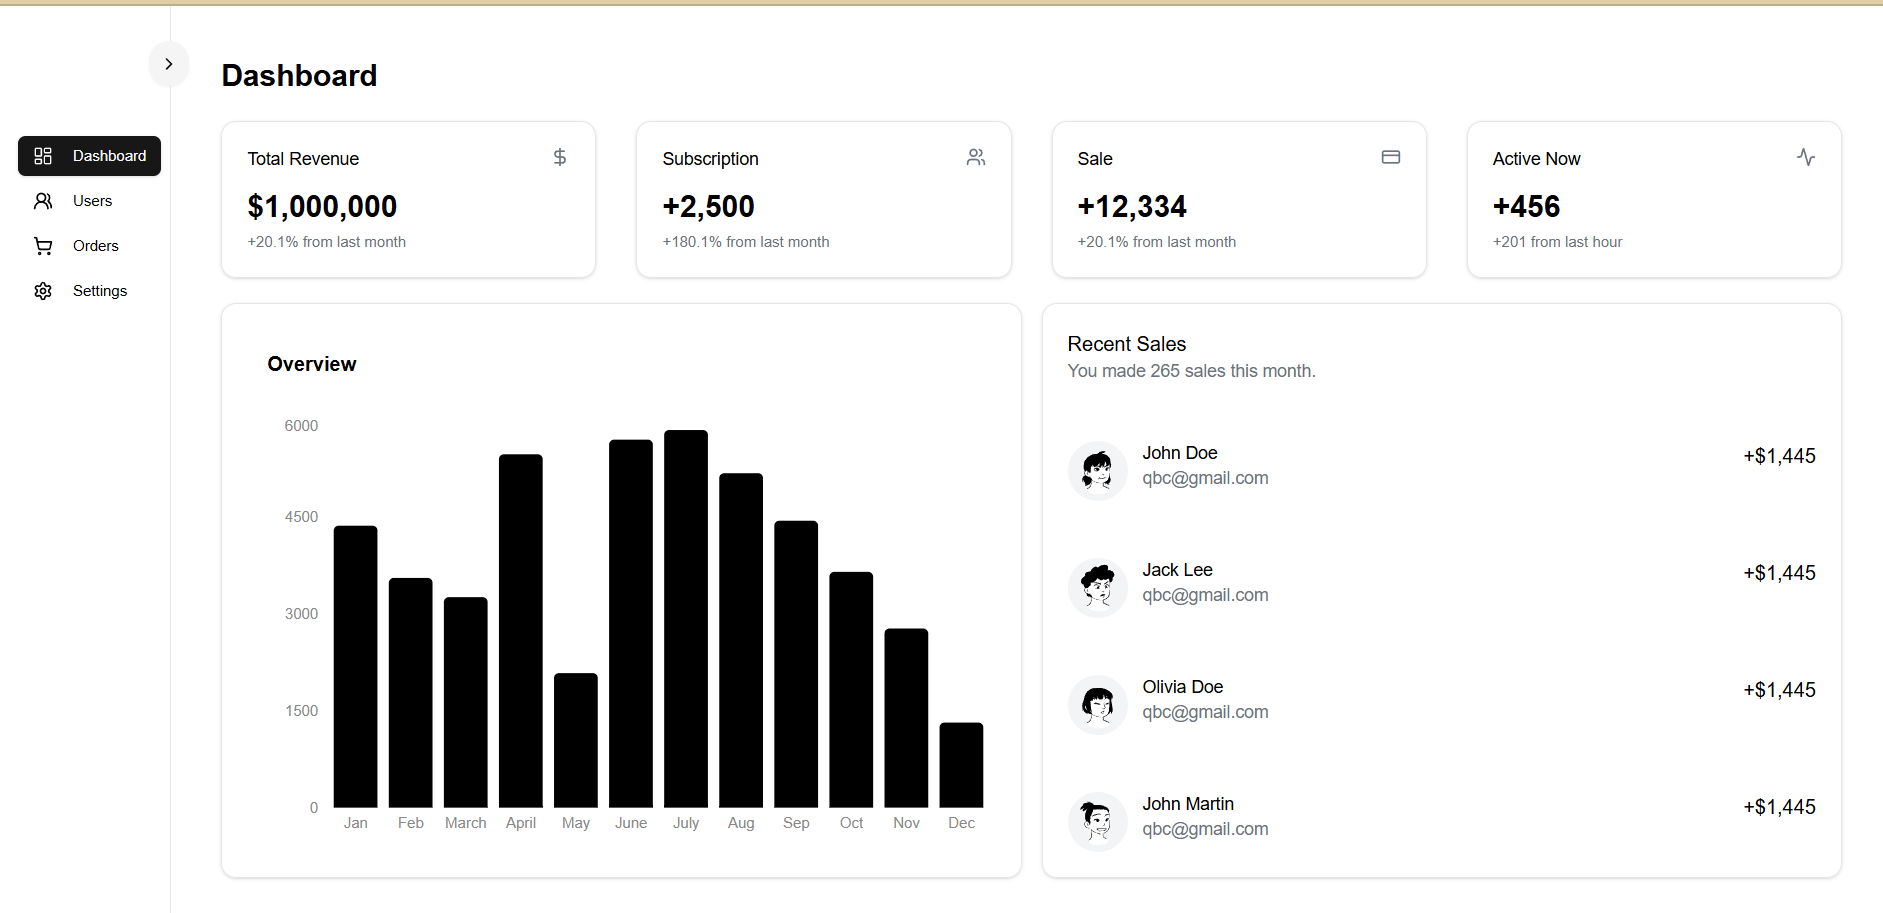 Dashboard
Users
Orders
Settings
Dashboard
Total Revenue
$1,000,000
+20.1% from last month
Subscription
+2,500
+180.1% from last month
Sale
+12,334
+20.1% from last month
Active Now
+456
+201 from last hour
Overview
6000
4500
3000
1500
0
Jan Feb March April May June July Aug Sep Oct Nov Dec
Recent Sales
You made 265 sales this month.
John Doe
qbc@gmail.com
+$1,445
Jack Lee
qbc@gmail.com
+$1,445
Olivia Doe
qbc@gmail.com
+$1,445
John Martin
qbc@gmail.com
+$1,445